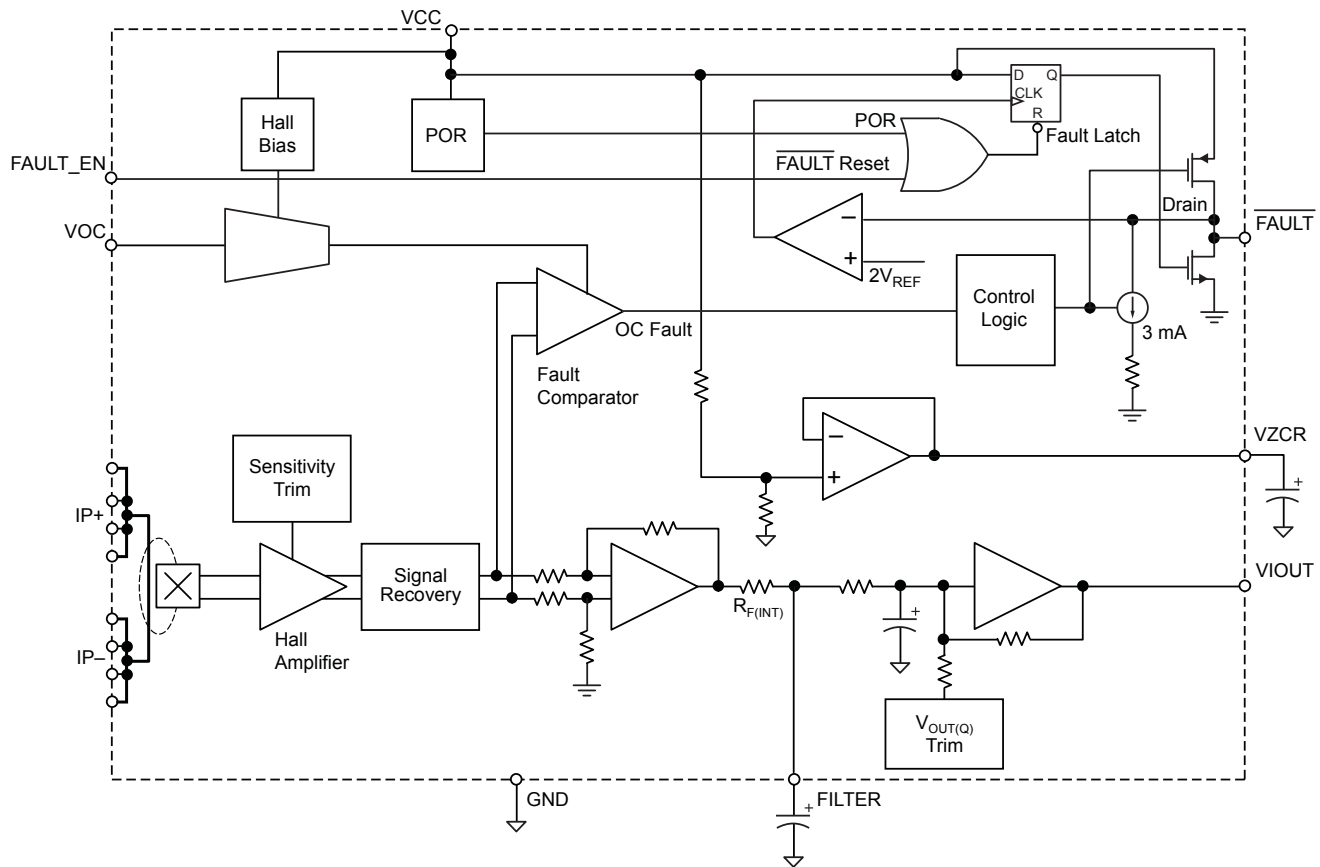 VCC
Hall
Bias
POR
D Q
CLK
R
POR
Fault Latch
FAULT_EN
FAULT Reset
Drain
VOC
FAULT
2VREF
Control
Logic
OC Fault
3 mA
Fault
Comparator
VZCR
Sensitivity
Trim
IP+
Signal
Recovery
VIOUT
RF(INT)
Hall
Amplifier
IP–
VOUT(Q)
Trim
GND
FILTER